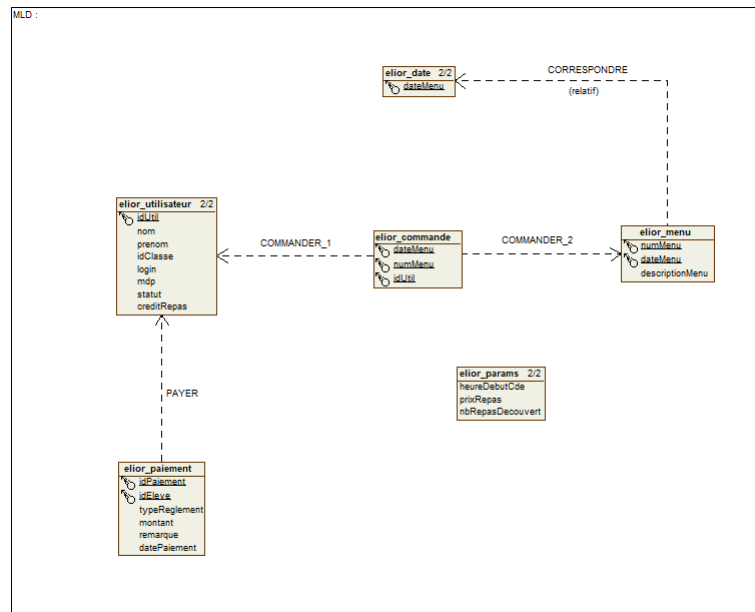 MLD :
elior_date 2/2
dateMenu
CORRESPONDRE
(relatif)
elior_utilisateur 2/2
idUtil
nom
prenom
idClasse
login
mdp
statut
creditRepas
COMMANDER_1
elior_commande
dateMenu
numMenu
idUtil
COMMANDER_2
elior_menu
numMenu
dateMenu
descriptionMenu
PAYER
elior_params 2/2
heureDebutCde
prixRepas
nbRepasDecouvert
elior_paiement
idPaiement
idEleve
typeReglement
montant
remarque
datePaiement